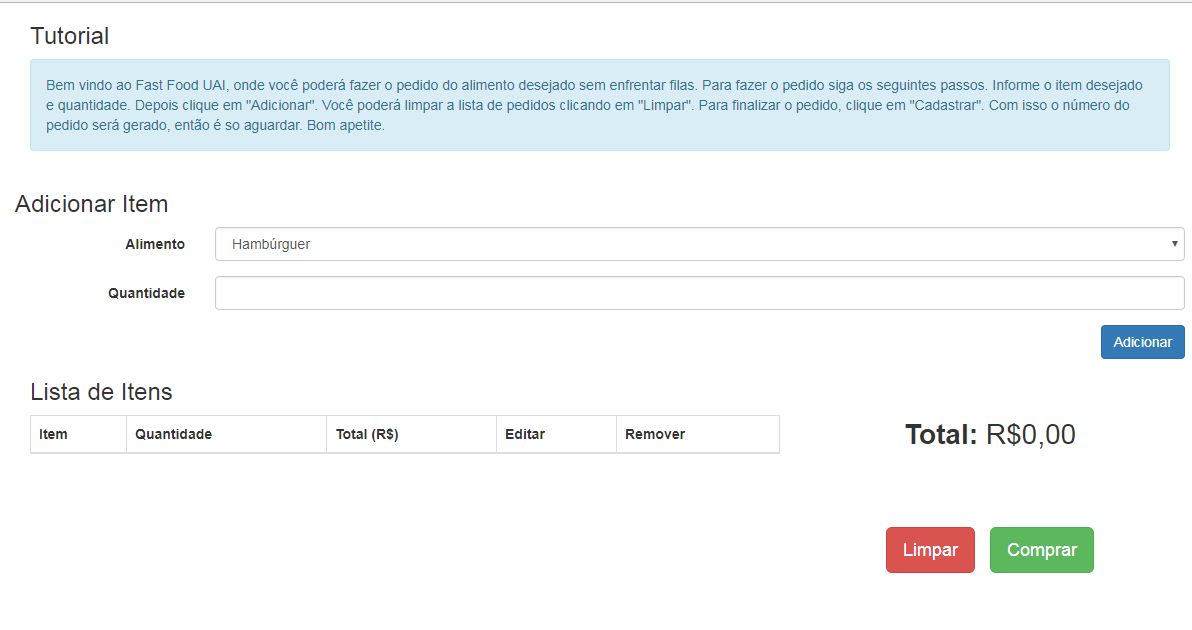 Tutorial
Bem vindo ao Fast Food UAI, onde você poderá fazer o pedido do alimento desejado sem enfrentar filas. Para fazer o pedido siga os seguintes passos. Informe o item desejado
e quantidade. Depois clique em "Adicionar". Você poderá limpar a lista de pedidos clicando em "Limpar". Para finalizar o pedido, clique em "Cadastrar". Com isso o número do
pedido será gerado, então é so aguardar. Bom apetite.
Adicionar Item
Alimento Hambúrguer
Quantidade
Adicionar
Lista de Itens
Item Quantidade Total (R$) Editar Remover
Total: R$0,00
Limpar Comprar